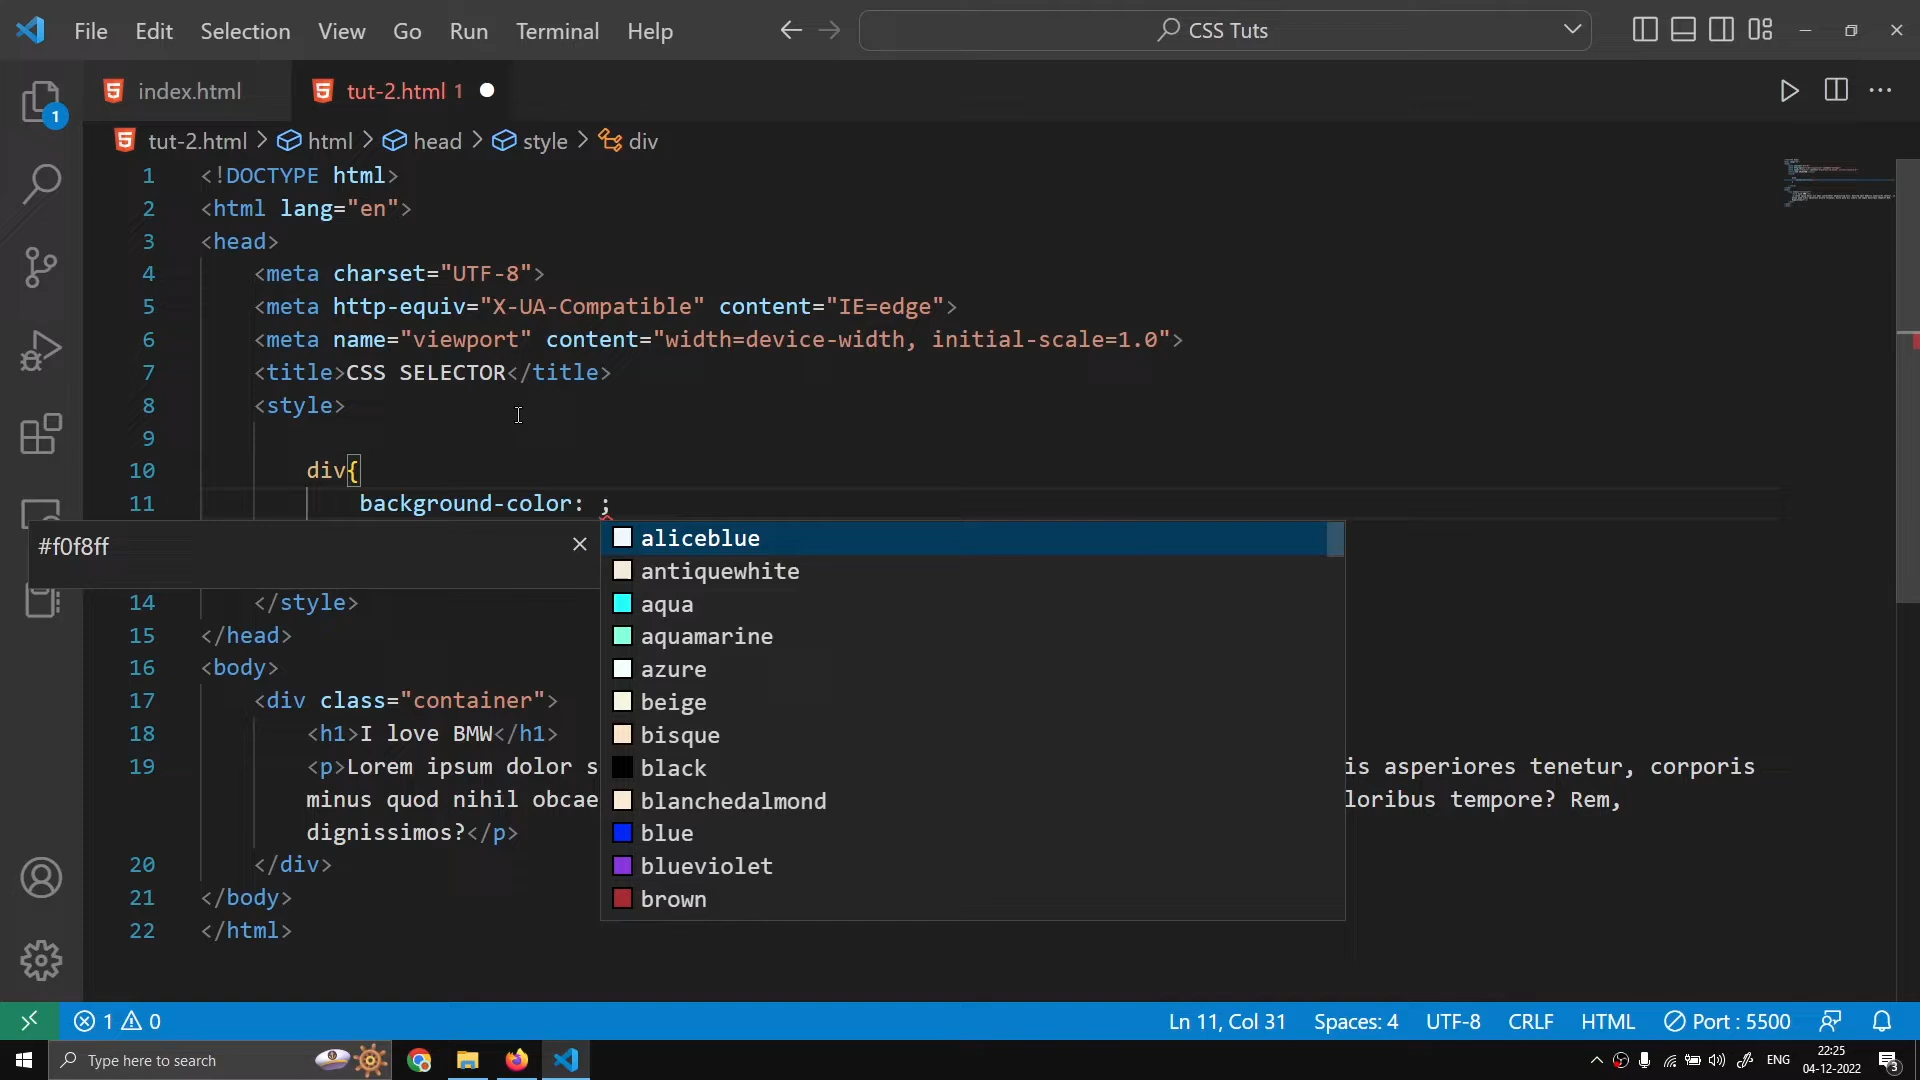 File Edit Selection View Go Run Terminal Help CSS Tuts
index.html tut-2.html 1
tut-2.html > html > head > style > div
1 <!DOCTYPE html>
2 <html lang="en">
3 <head>
4 <meta charset="UTF-8">
5 <meta http-equiv="X-UA-Compatible" content="IE=edge">
6 <meta name="viewport" content="width=device-width, initial-scale=1.0">
7 <title>CSS SELECTOR</title>
8 <style>
9
10 div{
11 background-color: ;
#f0f8ff
aliceblue
antiquewhite
aqua
aquamarine
azure
beige
bisque
black
blanchedalmond
blue
blueviolet
brown
14 </style>
15 </head>
16 <body>
17 <div class="container">
18 <h1>I love BMW</h1>
19 <p>Lorem ipsum dolor s is asperiores tenetur, corporis
minus quod nihil obcae loribus tempore? Rem,
dignissimos?</p>
20 </div>
21 </body>
22 </html>
1
1 0 Ln 11, Col 31 Spaces: 4 UTF-8 CRLF HTML Port : 5500
Type here to search ENG 22:25
04-12-2022 3